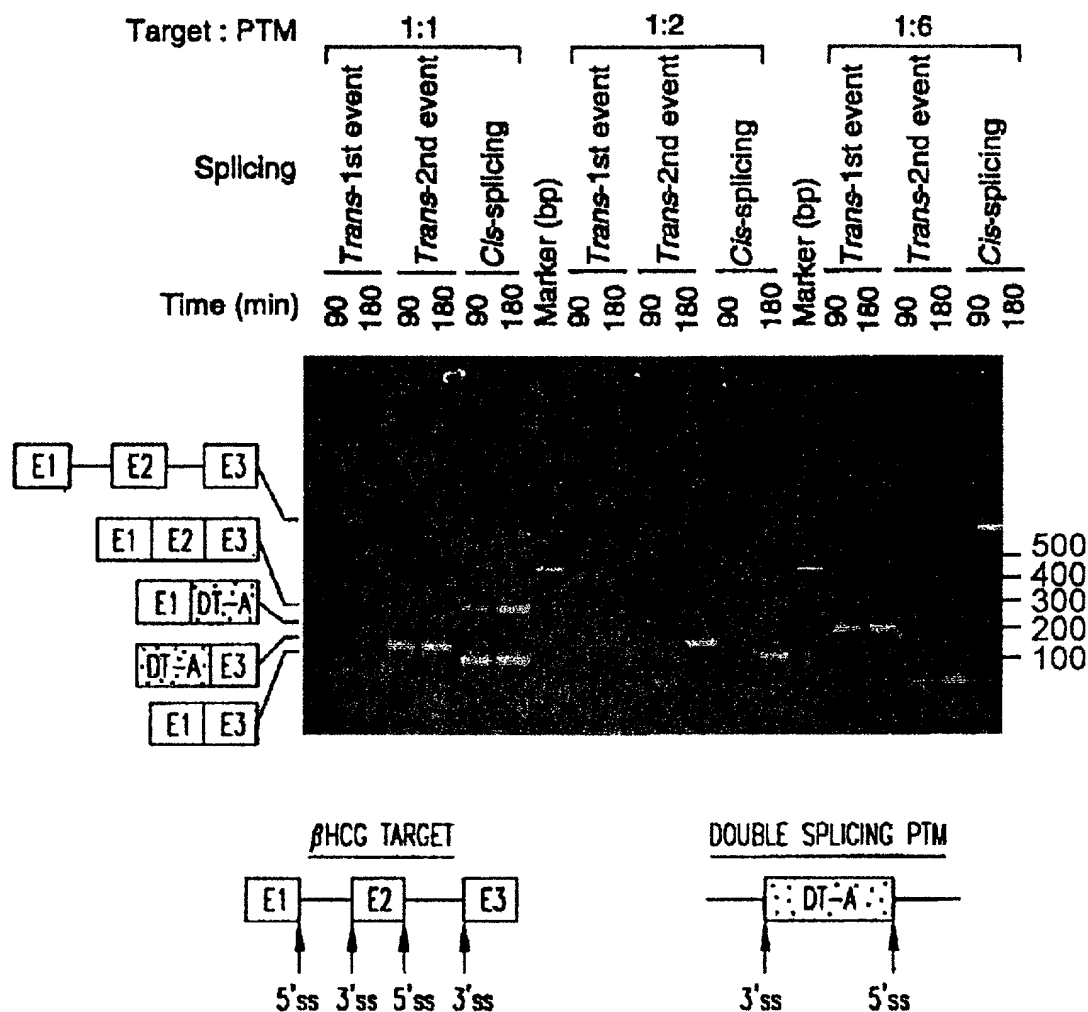 Target : PTM 1:1 1:2 1:6
Splicing Trans-1st event Trans-2nd event Cis-splicing Marker (bp) Trans-1st event Trans-2nd event Cis-splicing Marker (bp) Trans-1st event Trans-2nd event Cis-splicing
Time (min) 90 180 90 180 90 180 90 180 90 180 90 180 90 180 90 180 90 180
E1 E2 E3
500
E1 E2 E3
400
300
E1 DT-A
200
DT-A E3
100
E1 E3
βHCG TARGET DOUBLE SPLICING PTM
E1 E2 E3 DT-A
5'ss 3'ss 5'ss 3'ss 3'ss 5'ss